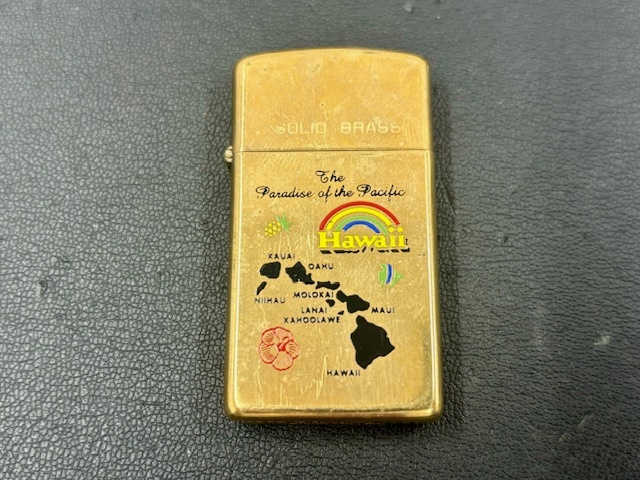 SOLID BRASS
The
Paradise of the Pacific
Hawaii
KAUAI
OAHU
NIIHAU
MOLOKAI
LANAI
MAUI
KAHOOLAWE
HAWAII